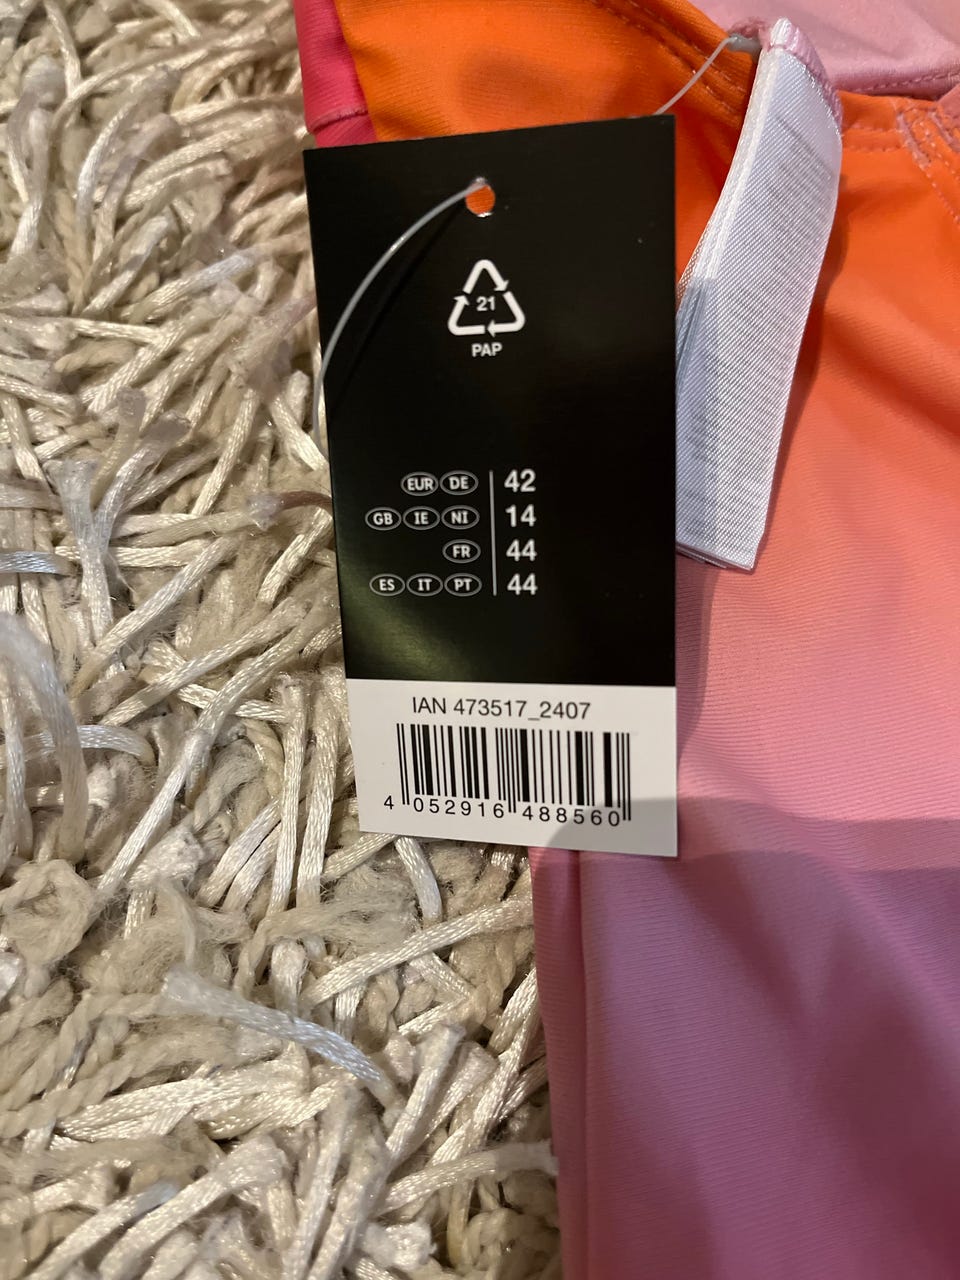 21
PAP
EUR DE 42
GB IE NI 14
FR 44
ES IT PT 44
IAN 473517_2407
4 052916 488560